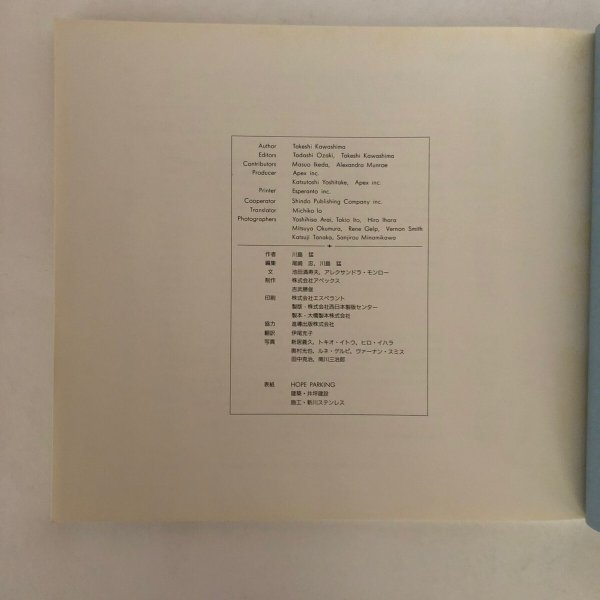 Author Takeshi Kawashima
Editors Tadashi Ozaki, Takeshi Kawashima
Contributors Masuo Ikeda, Alexandra Munroe
Producer Apex inc.
Katsutoshi Yoshitake, Apex inc.
Printer Esperanto inc.
Cooperator Shindo Publishing Company inc.
Translator Michiko Io
Photographers Yoshihisa Arai, Tokio Ito, Hiro Ihara
Mitsuya Okumura, Rene Gelp, Vernon Smith
Katsuji Tanaka, Sanjirou Minamikawa
作者 川島 猛
編集 尾崎 忠、川島 猛
文 池田満寿夫、アレクサンドラ・モンロー
制作 株式会社アペックス
吉武勝俊
印刷 株式会社エスペラント
製版・株式会社西日本製版センター
製本・大橋製本株式会社
協力 進導出版株式会社
翻訳 伊尾充子
写真 新居義久、トキオ・イトウ、ヒロ・イハラ
奥村光也、ルネ・ゲルピ、ヴァーナン・スミス
田中克治、南川三治郎
表紙 HOPE PARKING
建築・井坪建設
施工・新川ステンレス